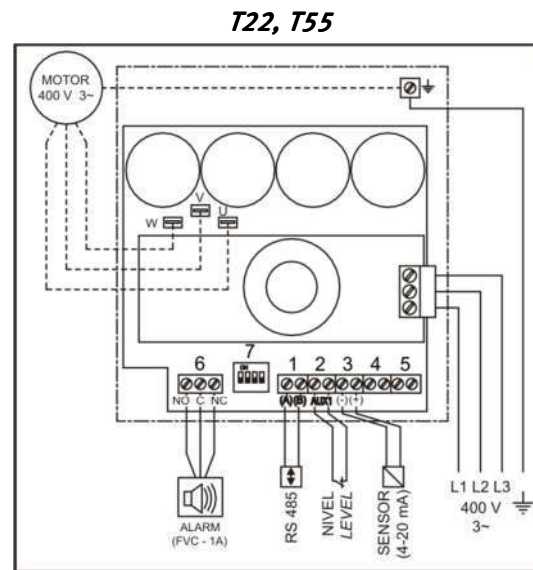 T22, T55
MOTOR
400 V 3~
V
W
U
6
7
ON
1 2 3 4 5
NO C NC
(A) (B) AUX1 (-) (+)
ALARM
(FVC - 1A)
RS 485
NIVEL
LEVEL
SENSOR
(4-20 mA)
L1 L2 L3
400 V
3~